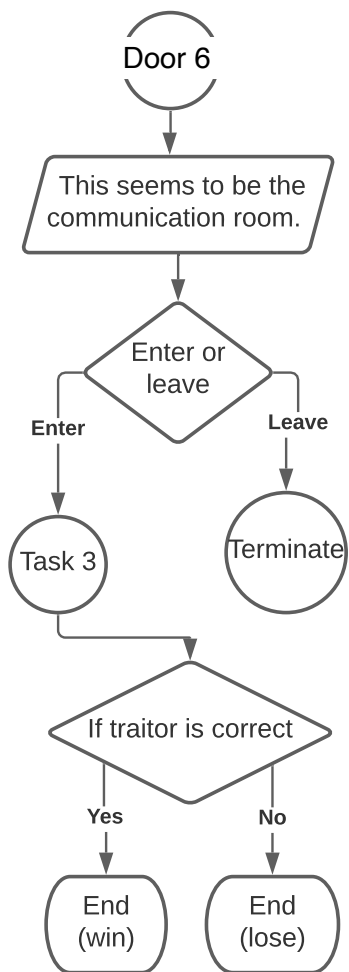 Door 6
This seems to be the
communication room.
Enter or
leave
Enter
Leave
Task 3
Terminate
If traitor is correct
Yes
No
End
(win)
End
(lose)